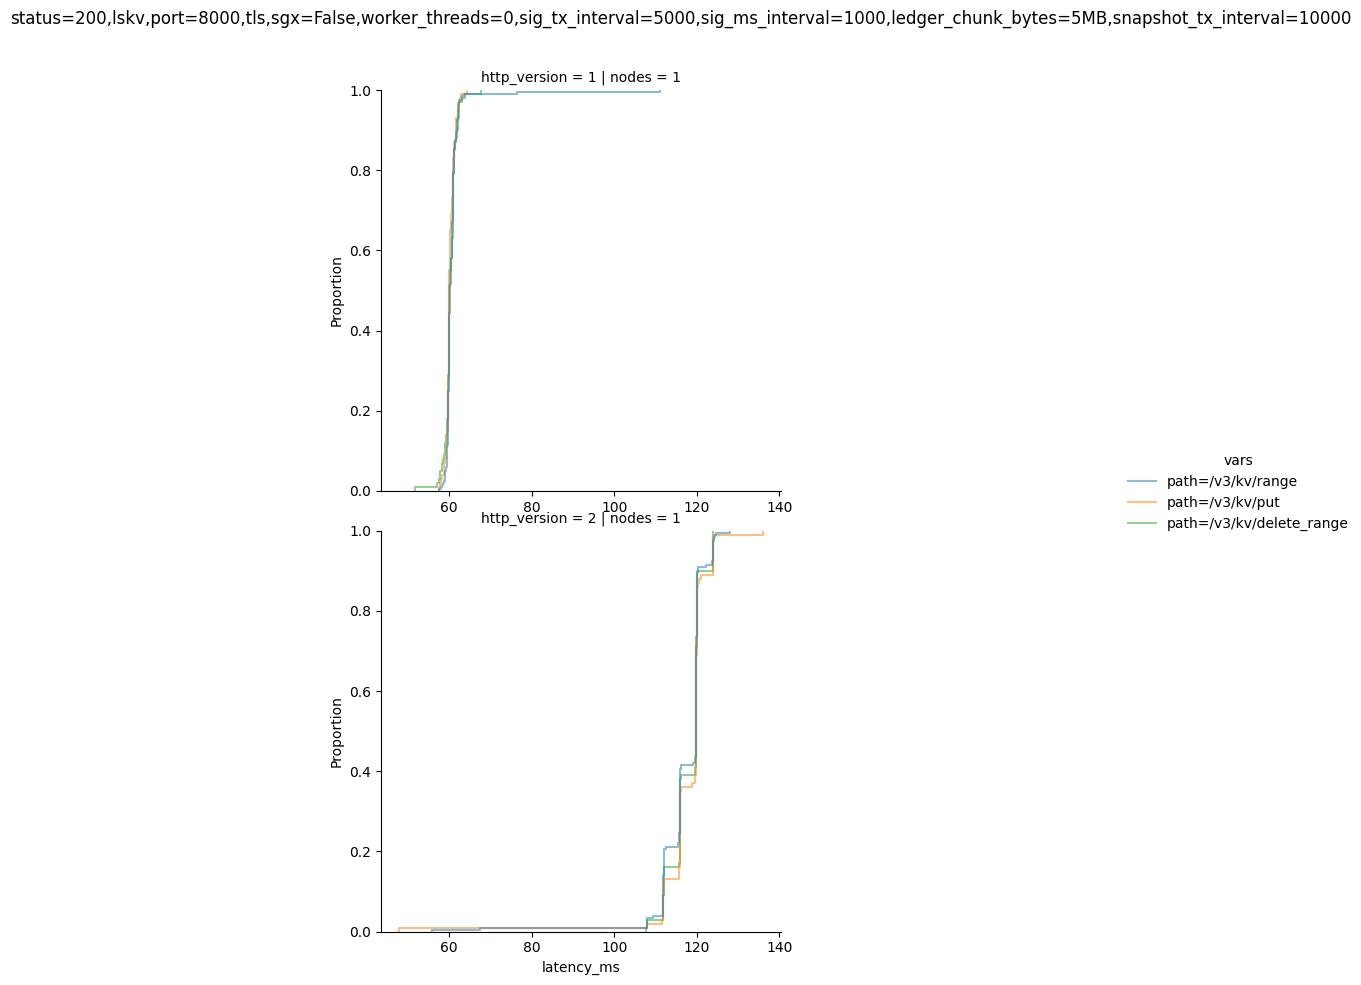 status=200,lskv,port=8000,tls,sgx=False,worker_threads=0,sig_tx_interval=5000,sig_ms_interval=1000,ledger_chunk_bytes=5MB,snapshot_tx_interval=10000
http_version = 1 | nodes = 1
1.0
0.8
0.6
0.4
0.2
0.0
Proportion
60 80 100 120 140
http_version = 2 | nodes = 1
1.0
0.8
0.6
0.4
0.2
0.0
Proportion
60 80 100 120 140
latency_ms
vars
path=/v3/kv/range
path=/v3/kv/put
path=/v3/kv/delete_range